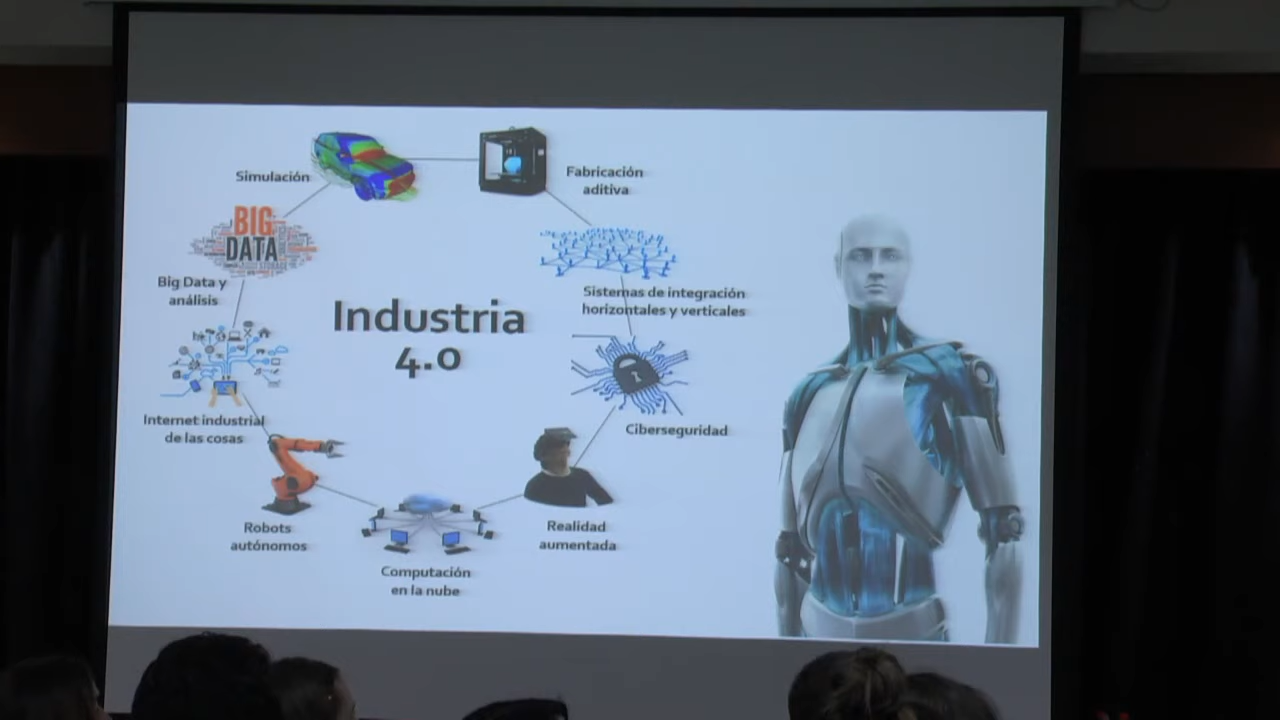 Simulación
Fabricación
aditiva
BIG
DATA
Big Data y
análisis
Sistemas de integración
horizontales y verticales
Industria
4.0
Internet industrial
de las cosas
Ciberseguridad
Robots
autónomos
Realidad
aumentada
Computación
en la nube